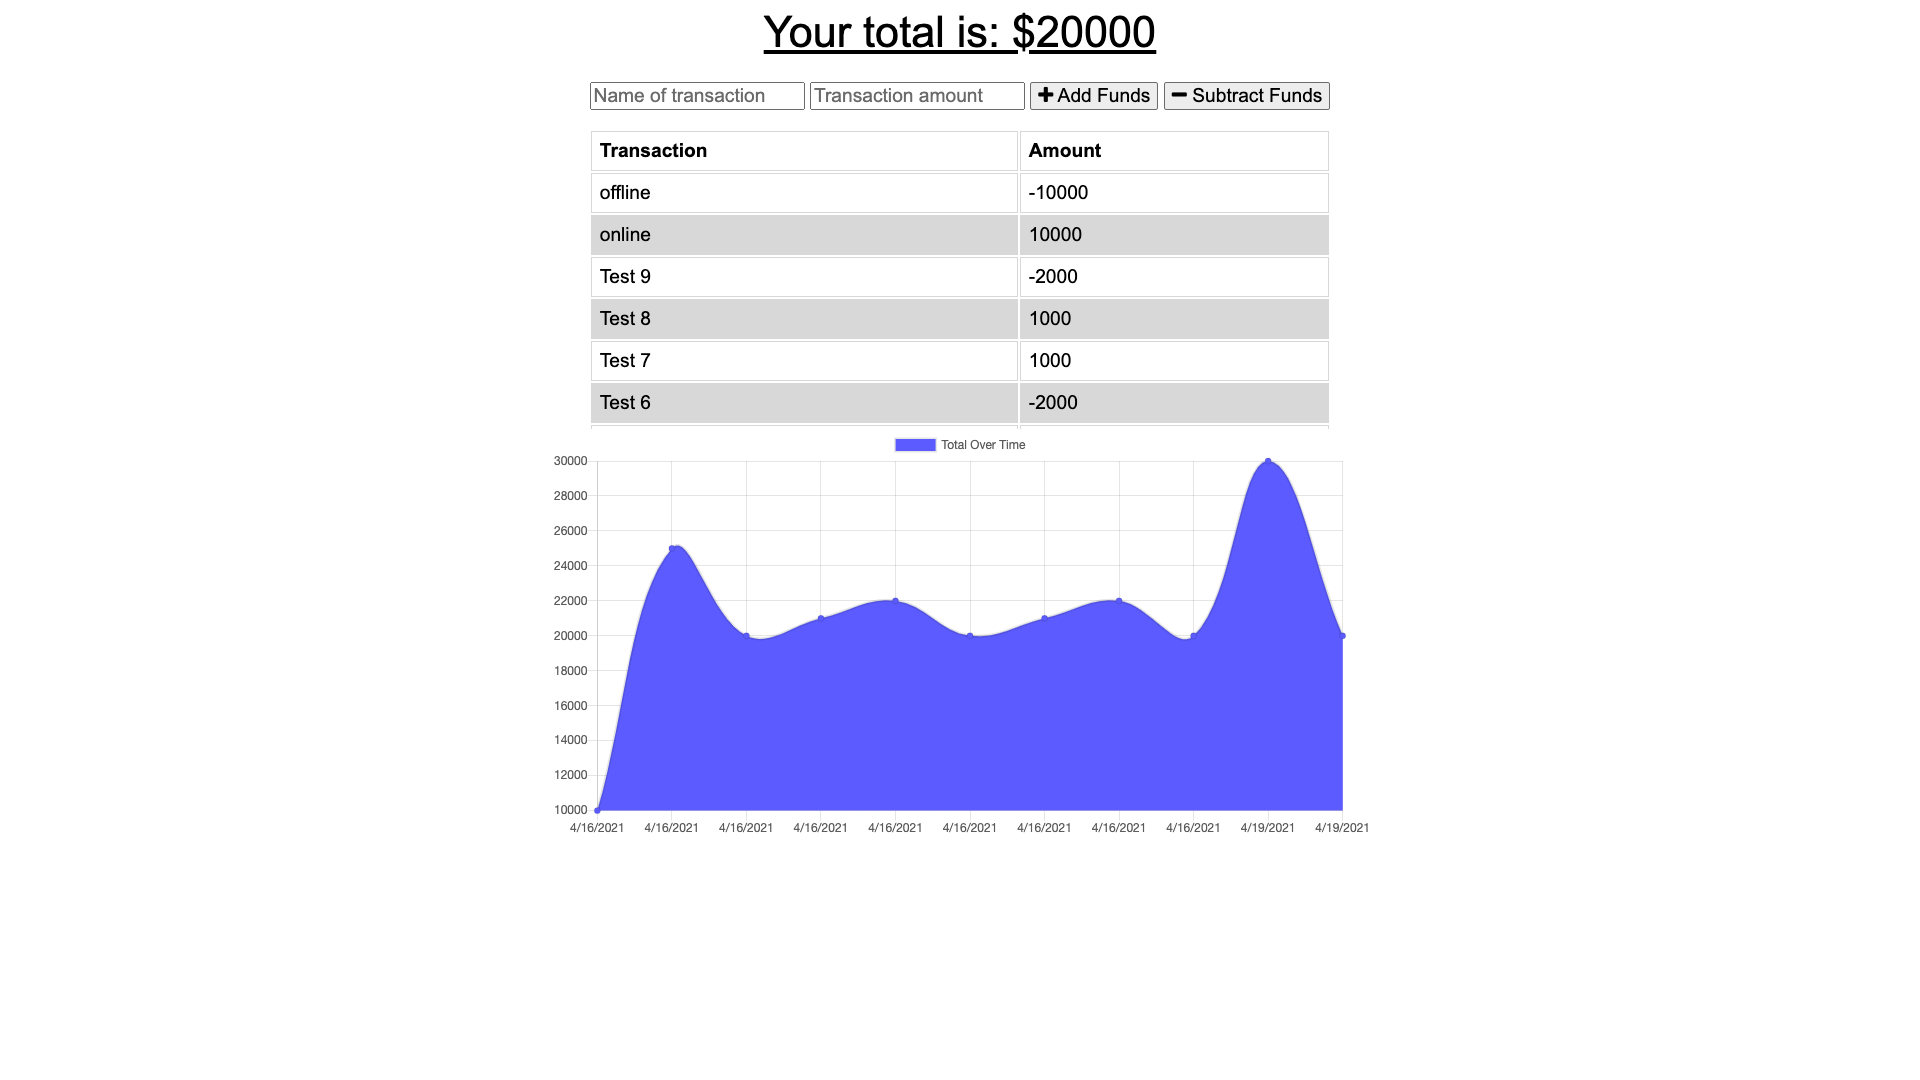 Your total is: $20000
Name of transaction Transaction amount Add Funds Subtract Funds
Transaction Amount
offline -10000
online 10000
Test 9 -2000
Test 8 1000
Test 7 1000
Test 6 -2000
Total Over Time
30000
28000
26000
24000
22000
20000
18000
16000
14000
12000
10000
4/16/2021 4/16/2021 4/16/2021 4/16/2021 4/16/2021 4/16/2021 4/16/2021 4/16/2021 4/16/2021 4/19/2021 4/19/2021